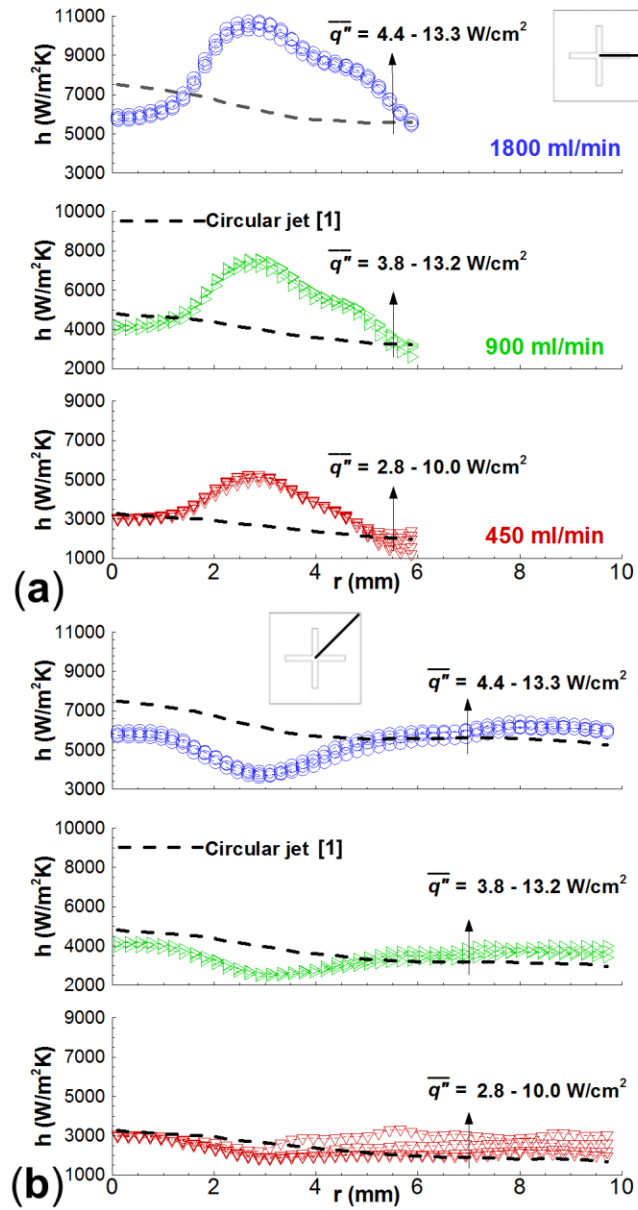 11000
9000
7000
5000
3000
h (W/m²K)
q″ = 4.4 - 13.3 W/cm²
1800 ml/min
10000
8000
6000
4000
2000
h (W/m²K)
Circular jet [1]
q″ = 3.8 - 13.2 W/cm²
900 ml/min
9000
7000
5000
3000
1000
h (W/m²K)
q″ = 2.8 - 10.0 W/cm²
450 ml/min
0 2 4 6 8 10
r (mm)
(a)
11000
9000
7000
5000
3000
h (W/m²K)
q″ = 4.4 - 13.3 W/cm²
10000
8000
6000
4000
2000
h (W/m²K)
Circular jet [1]
q″ = 3.8 - 13.2 W/cm²
9000
7000
5000
3000
1000
h (W/m²K)
q″ = 2.8 - 10.0 W/cm²
0 2 4 6 8 10
r (mm)
(b)